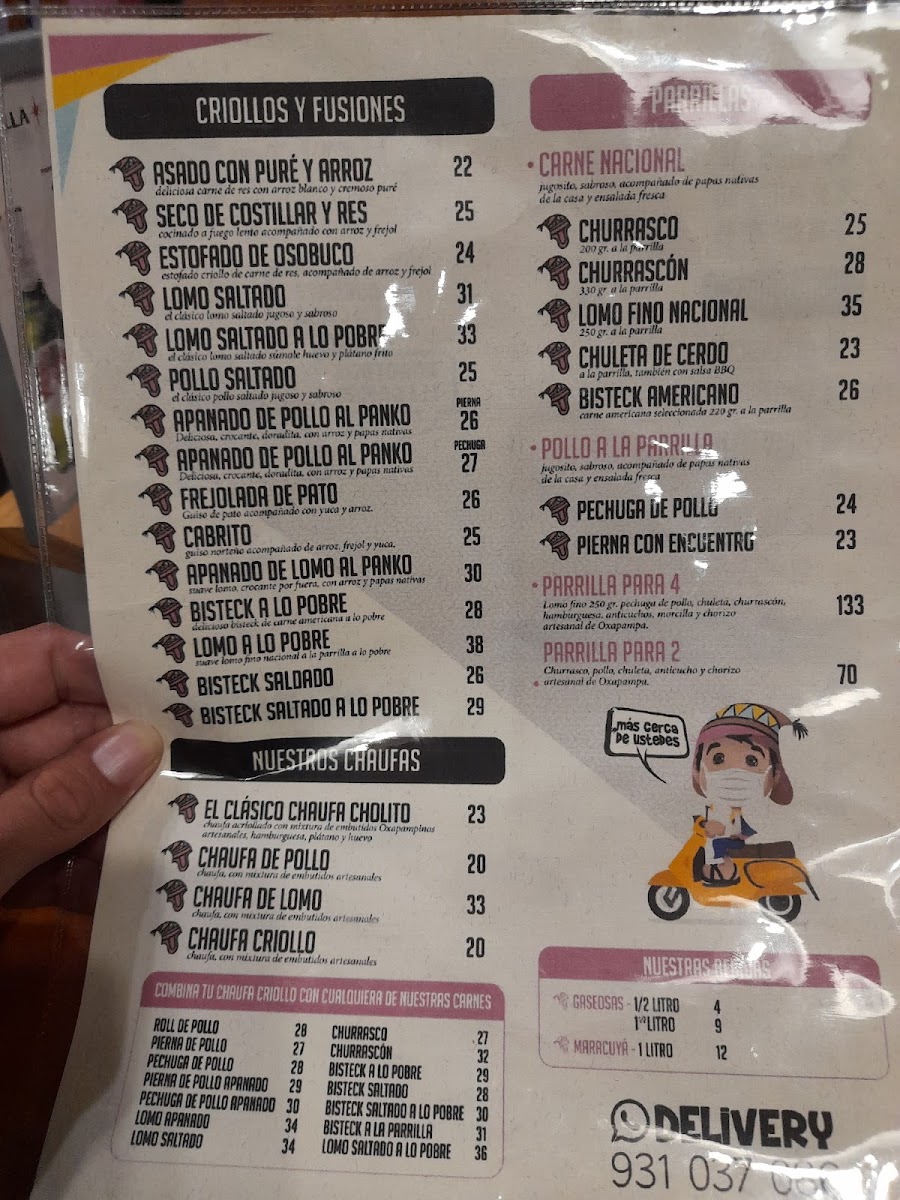 LLA
CRIOLLOS Y FUSIONES
ASADO CON PURÉ Y ARROZ 22
deliciosa carne de res con arroz blanco y cremoso puré
SECO DE COSTILLAR Y RES 25
cocinado a fuego lento acompañado con arroz y frejol
ESTOFADO DE OSOBUCO 24
estofado criollo de carne de res, acompañado de arroz y frejol
LOMO SALTADO 31
el clásico lomo saltado jugoso y sabroso
LOMO SALTADO A LO POBRE 33
el clásico lomo saltado súmale huevo y plátano frito
POLLO SALTADO 25
el clásico pollo saltado jugoso y sabroso
PIERNA
APANADO DE POLLO AL PANKO 26
Deliciosa, crocante, doradita, con arroz y papas nativas
PECHUGA
APANADO DE POLLO AL PANKO 27
Deliciosa, crocante, doradita, con arroz y papas nativas
FREJOLADA DE PATO 26
Guiso de pato acompañado con yuca y arroz.
CABRITO 25
guiso norteño acompañado de arroz, frejol y yuca.
APANADO DE LOMO AL PANKO 30
suave lomo, crocante por fuera, con arroz y papas nativas
BISTECK A LO POBRE 28
delicioso bisteck de carne americana a lo pobre
LOMO A LO POBRE 38
suave lomo fino nacional a la parrilla a lo pobre
BISTECK SALDADO 26
BISTECK SALTADO A LO POBRE 29
NUESTROS CHAUFAS
EL CLÁSICO CHAUFA CHOLITO 23
chaufa acriollado con mixtura de embutidos Oxapampinos
artesanales, hamburguesa, plátano y huevo
CHAUFA DE POLLO 20
chaufa, con mixtura de embutidos artesanales
CHAUFA DE LOMO 33
chaufa, con mixtura de embutidos artesanales
CHAUFA CRIOLLO 20
chaufa, con mixtura de embutidos artesanales
COMBINA TU CHAUFA CRIOLLO CON CUALQUIERA DE NUESTRAS CARNES
ROLL DE POLLO 28
PIERNA DE POLLO 27
PECHUGA DE POLLO 28
PIERNA DE POLLO APANADO 29
PECHUGA DE POLLO APANADO 30
LOMO APANADO 34
LOMO SALTADO 34
CHURRASCO 27
CHURRASCÓN 32
BISTECK A LO POBRE 29
BISTECK SALTADO 28
BISTECK SALTADO A LO POBRE 30
BISTECK A LA PARRILLA 31
LOMO SALTADO A LO POBRE 36
PARRILLAS
• CARNE NACIONAL
jugosito, sabroso, acompañado de papas nativas
de la casa y ensalada fresca
CHURRASCO 25
200 gr. a la parrilla
CHURRASCÓN 28
330 gr. a la parrilla
LOMO FINO NACIONAL 35
250 gr. a la parrilla
CHULETA DE CERDO 23
a la parrilla, también con salsa BBQ
BISTECK AMERICANO 26
carne americana seleccionada 220 gr. a la parrilla
• POLLO A LA PARRILLA
jugosito, sabroso, acompañado de papas nativas
de la casa y ensalada fresca
PECHUGA DE POLLO 24
PIERNA CON ENCUENTRO 23
• PARRILLA PARA 4
Lomo fino 250 gr. pechuga de pollo, chuleta, churrascón, 133
hamburguesa, anticuchos, morcilla y chorizo
artesanal de Oxapampa.
PARRILLA PARA 2
Churrasco, pollo, chuleta, anticucho y chorizo 70
• artesanal de Oxapampa.
más cerca
de ustedes
NUESTRAS BEBIDAS
GASEOSAS - 1/2 LITRO 4
1 1/2 LITRO 9
MARACUYÁ - 1 LITRO 12
DELIVERY
931 037